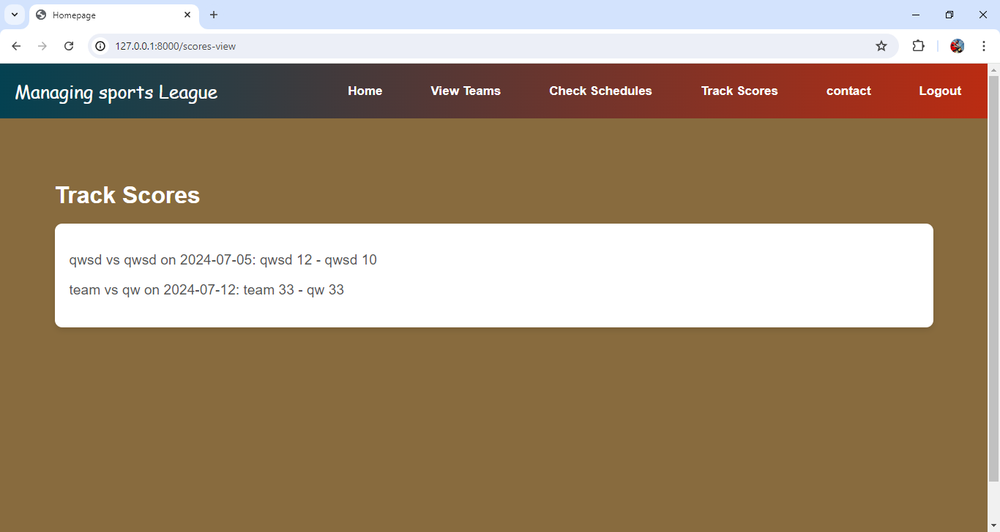 Homepage
127.0.0.1:8000/scores-view
Managing sports League
Home
View Teams
Check Schedules
Track Scores
contact
Logout
Track Scores
qwsd vs qwsd on 2024-07-05: qwsd 12 - qwsd 10
team vs qw on 2024-07-12: team 33 - qw 33